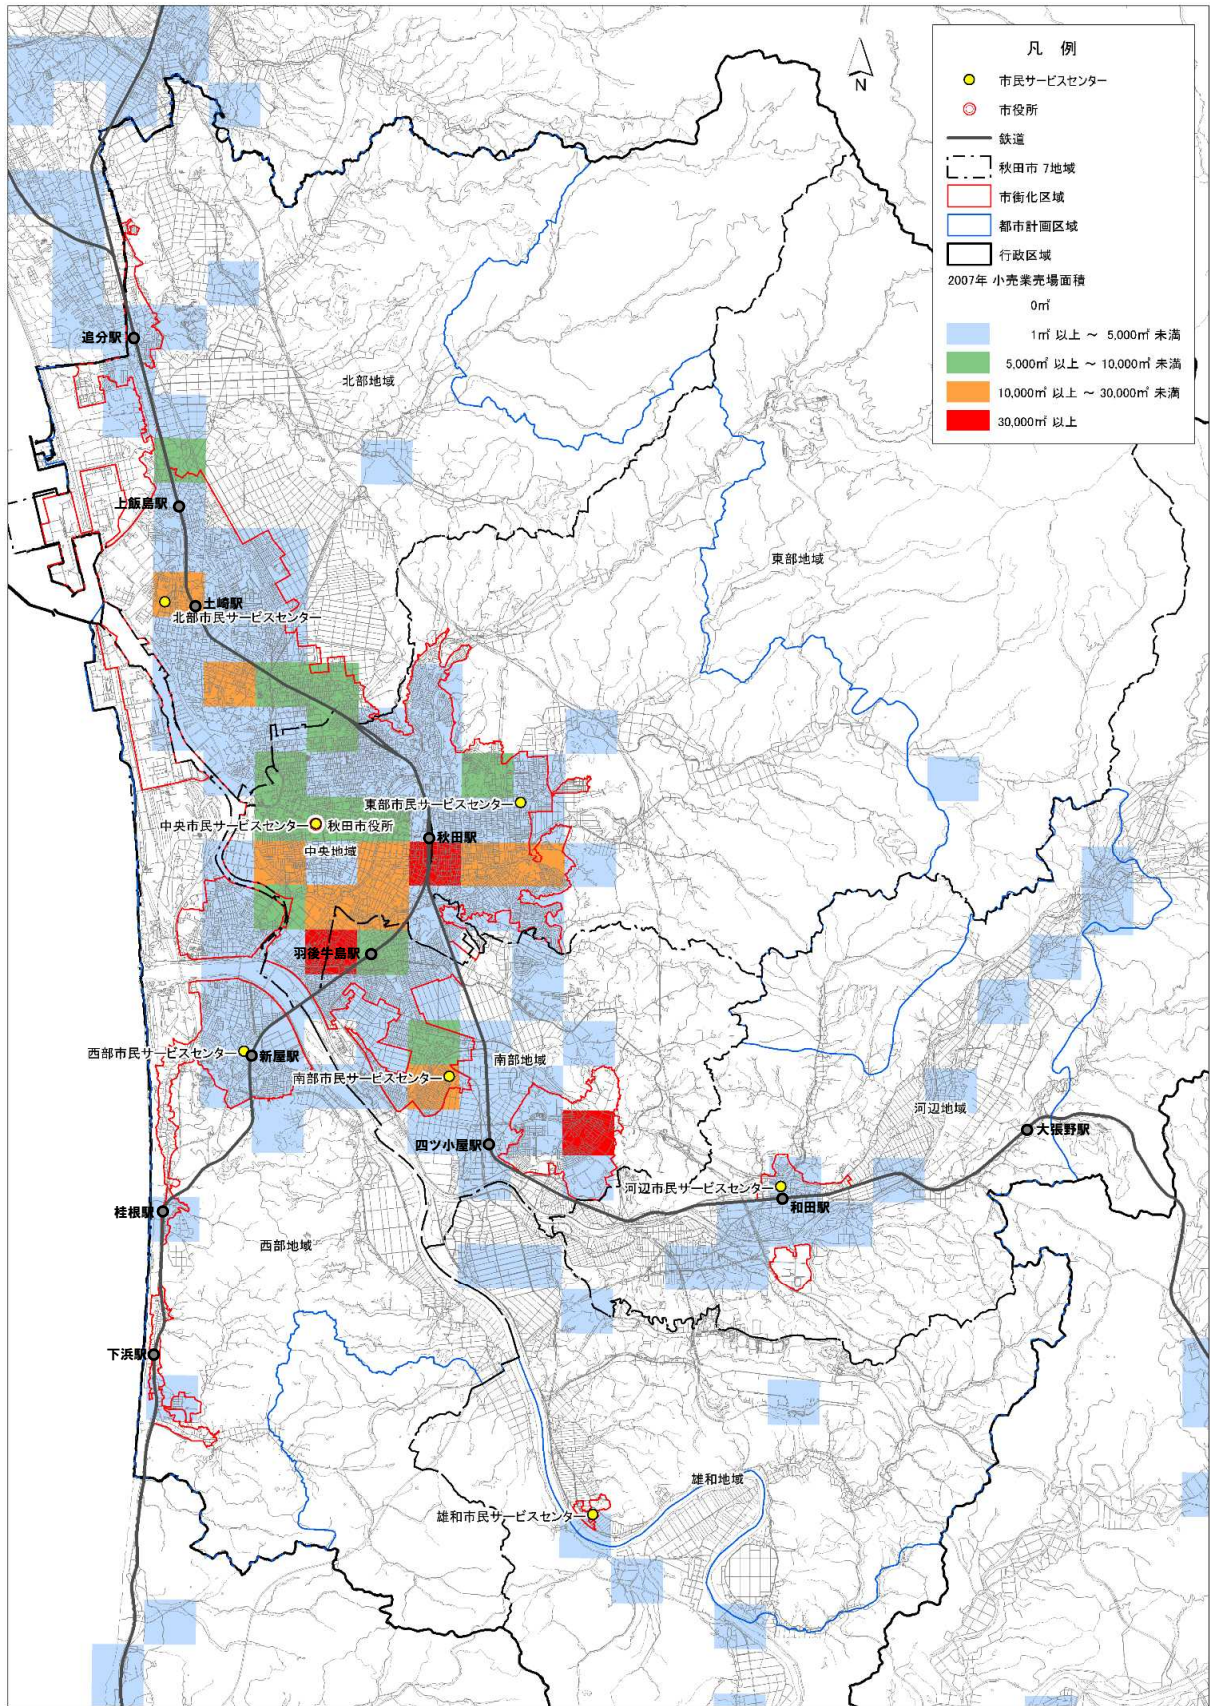 凡 例
市民サービスセンター
市役所
鉄道
秋田市 7地域
市街化区域
都市計画区域
行政区域
2007年 小売業売場面積
0㎡
1㎡ 以上 ～ 5,000㎡ 未満
5,000㎡ 以上 ～ 10,000㎡ 未満
10,000㎡ 以上 ～ 30,000㎡ 未満
30,000㎡ 以上
N
追分駅
北部地域
上飯島駅
東部地域
土崎駅
北部市民サービスセンター
東部市民サービスセンター
中央市民サービスセンター
秋田市役所
秋田駅
中央地域
羽後牛島駅
西部市民サービスセンター
新屋駅
南部地域
南部市民サービスセンター
河辺地域
大張野駅
四ツ小屋駅
河辺市民サービスセンター
和田駅
桂根駅
西部地域
下浜駅
雄和地域
雄和市民サービスセンター